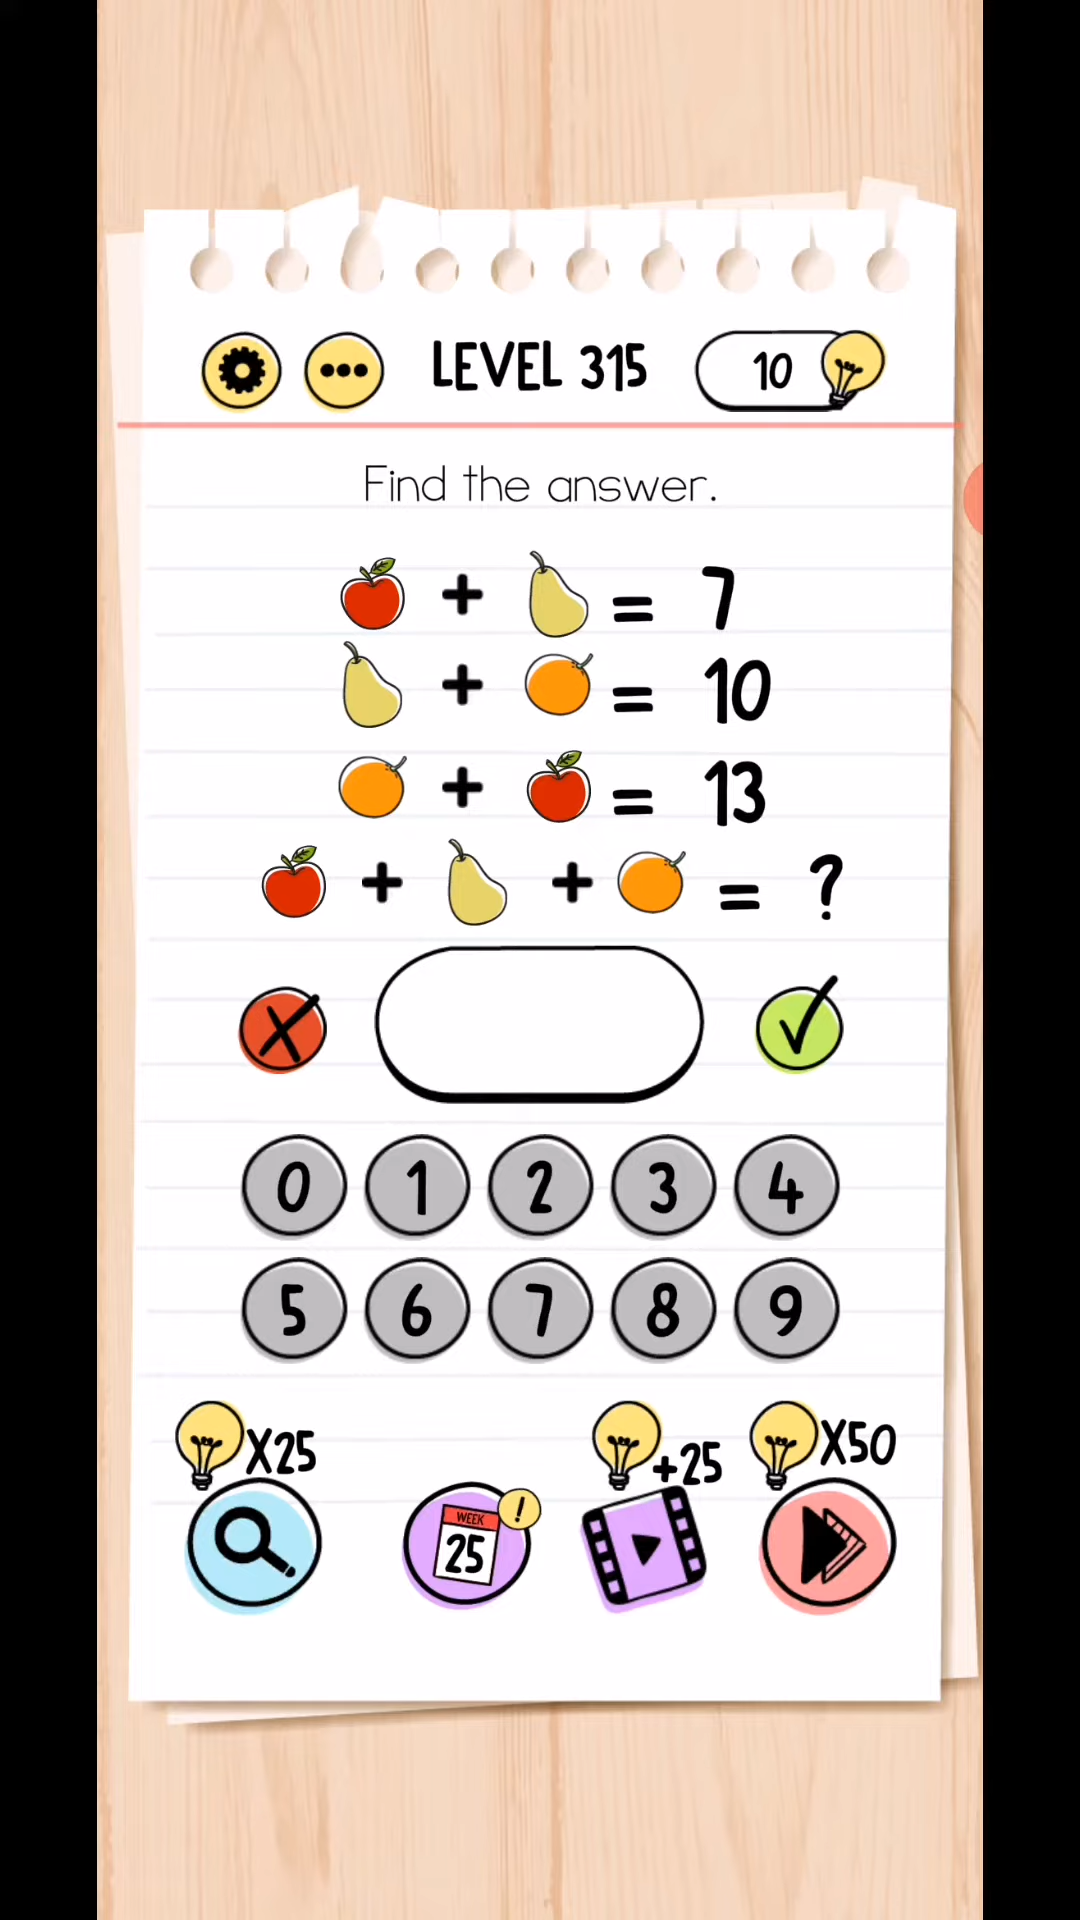 LEVEL 315
10
Find the answer.
+ = 7
+ = 10
+ = 13
+ + = ?
0 1 2 3 4
5 6 7 8 9
X25
+25
X50
WEEK
25
!